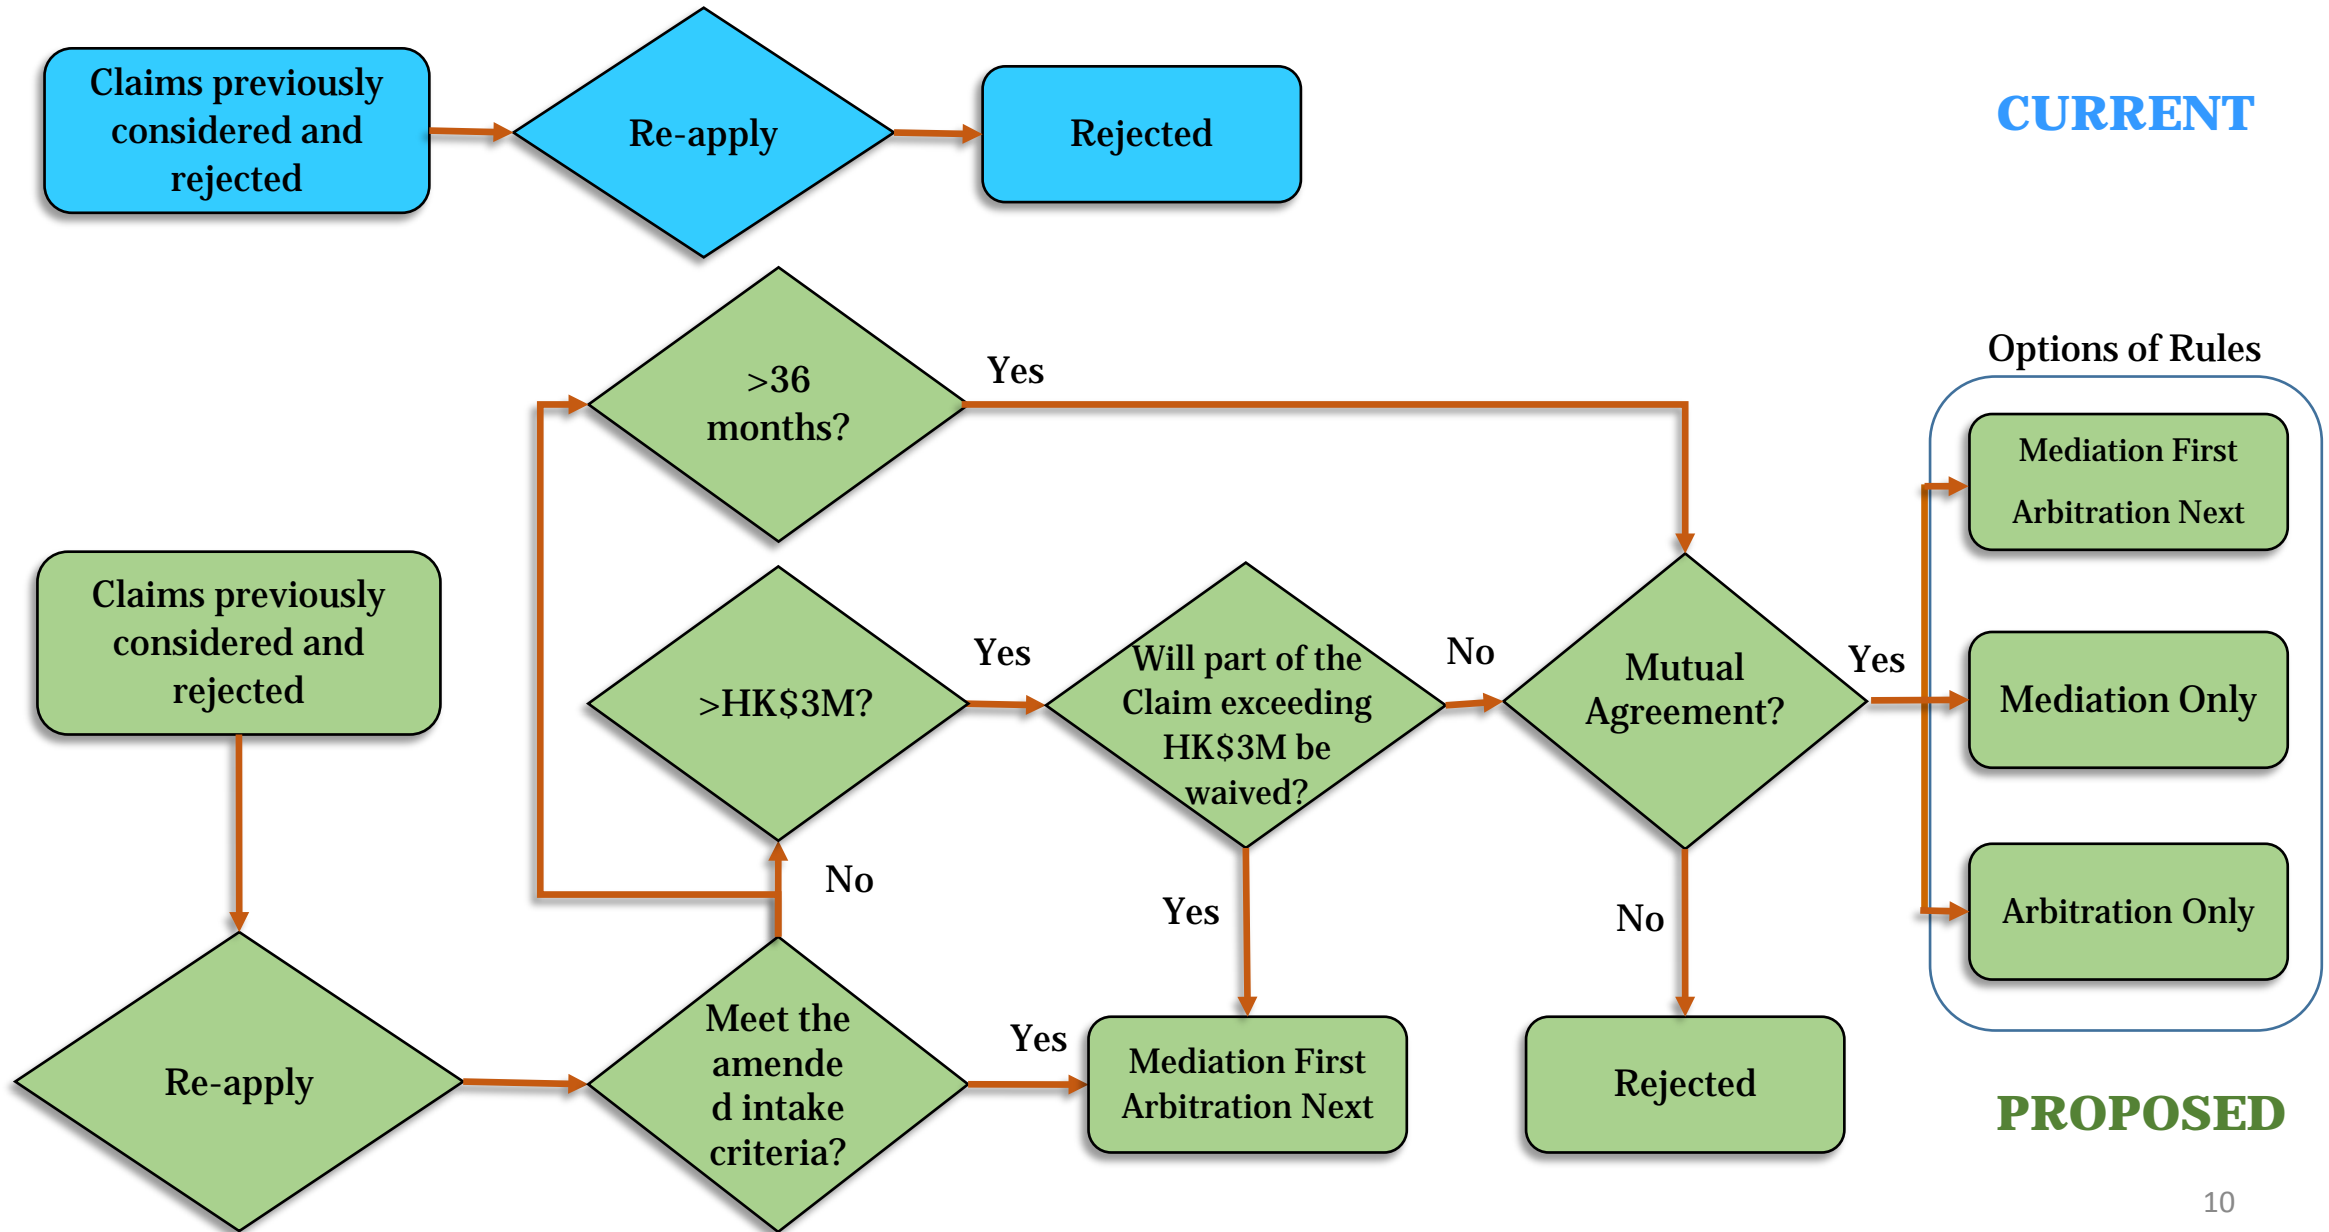 Claims previously
considered and
rejected
Re-apply
Rejected
CURRENT
>36
months?
Yes
Options of Rules
Mediation First
Arbitration Next
Claims previously
considered and
rejected
>HK$3M?
Yes
Will part of the
Claim exceeding
HK$3M be
waived?
No
Mutual
Agreement?
Yes
Mediation Only
No
Yes
No
Arbitration Only
Re-apply
Meet the
amende
d intake
criteria?
Yes
Mediation First
Arbitration Next
Rejected
PROPOSED
10